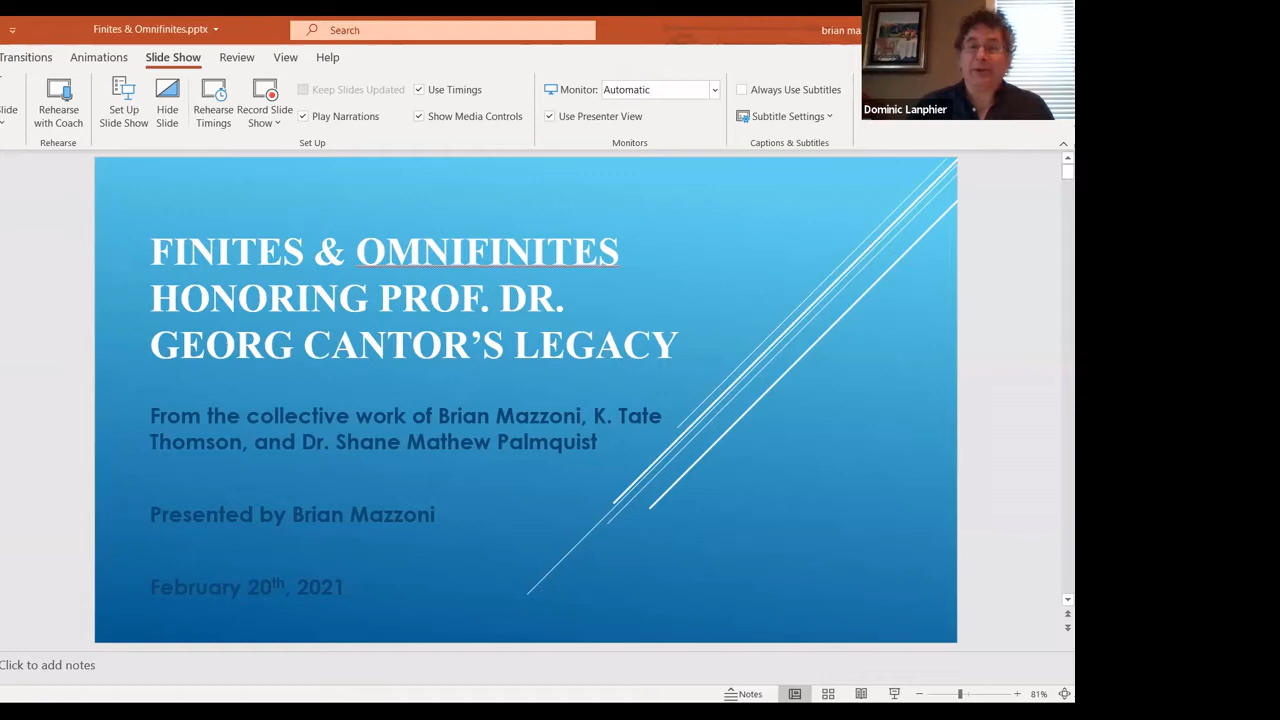 Finites & Omnifinites.pptx
Search
brian ma
Transitions Animations Slide Show Review View Help
Rehearse
with Coach
Set Up
Slide Show
Hide
Slide
Rehearse
Timings
Record Slide
Show
Keep Slides Updated
Play Narrations
Use Timings
Show Media Controls
Monitor: Automatic
Use Presenter View
Always Use Subtitles
Subtitle Settings
Rehearse
Set Up
Monitors
Captions & Subtitles
Dominic Lanphier
FINITES & OMNIFINITES
HONORING PROF. DR.
GEORG CANTOR’S LEGACY
From the collective work of Brian Mazzoni, K. Tate
Thomson, and Dr. Shane Mathew Palmquist
Presented by Brian Mazzoni
February 20th, 2021
Click to add notes
Notes
81%